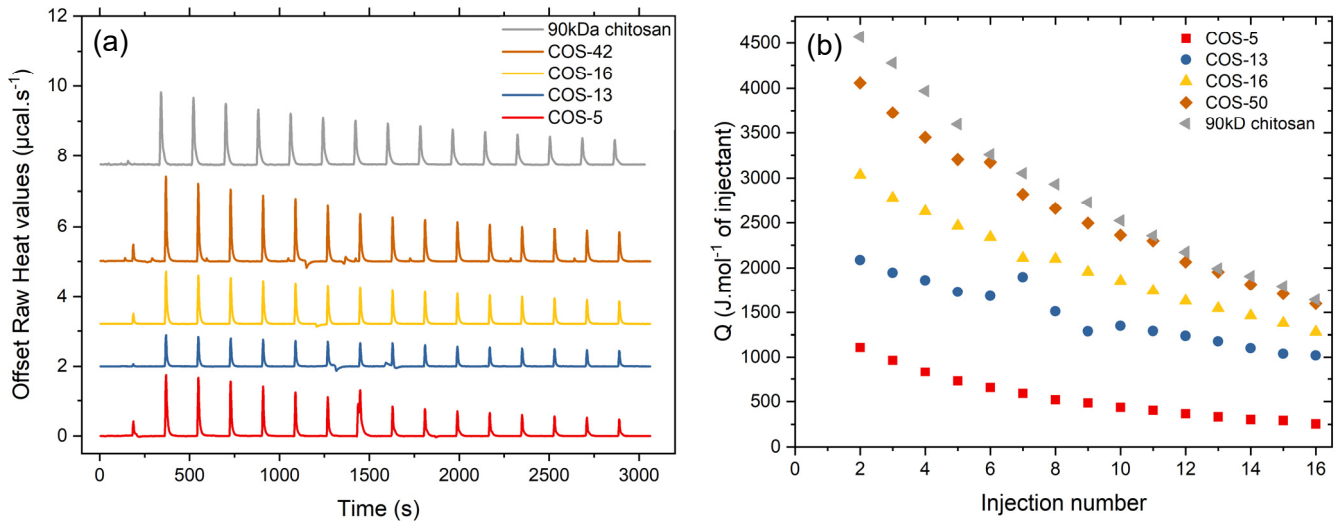 (a)
90kDa chitosan
COS-42
COS-16
COS-13
COS-5
Offset Raw Heat values (μcal.s⁻¹)
12
10
8
6
4
2
0
0 500 1000 1500 2000 2500 3000
Time (s)
(b)
COS-5
COS-13
COS-16
COS-50
90kD chitosan
Q (J.mol⁻¹ of injectant)
4500
4000
3500
3000
2500
2000
1500
1000
500
0
0 2 4 6 8 10 12 14 16
Injection number